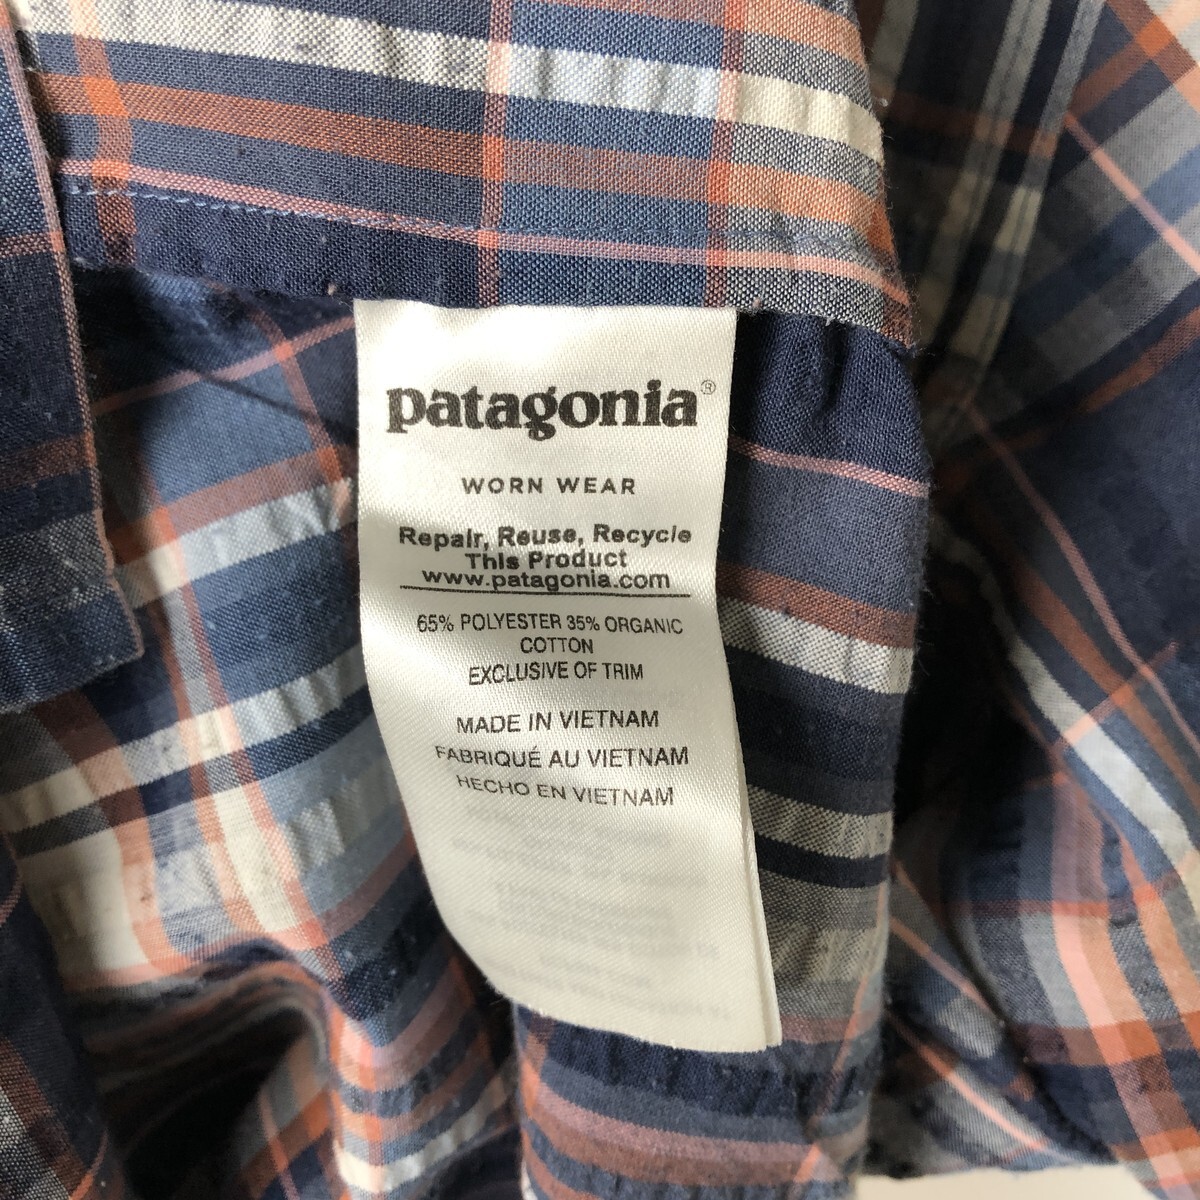 patagonia®
WORN WEAR
Repair, Reuse, Recycle
This Product
www.patagonia.com
65% POLYESTER 35% ORGANIC
COTTON
EXCLUSIVE OF TRIM
MADE IN VIETNAM
FABRIQUÉ AU VIETNAM
HECHO EN VIETNAM